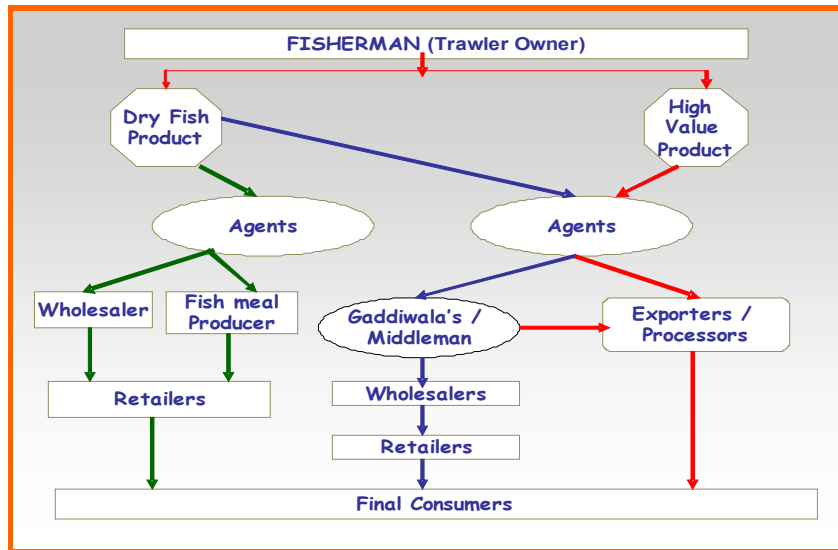 FISHERMAN (Trawler Owner)
Dry Fish
Product
High
Value
Product
Agents
Agents
Wholesaler
Fish meal
Producer
Gaddiwala's /
Middleman
Exporters /
Processors
Retailers
Wholesalers
Retailers
Final Consumers